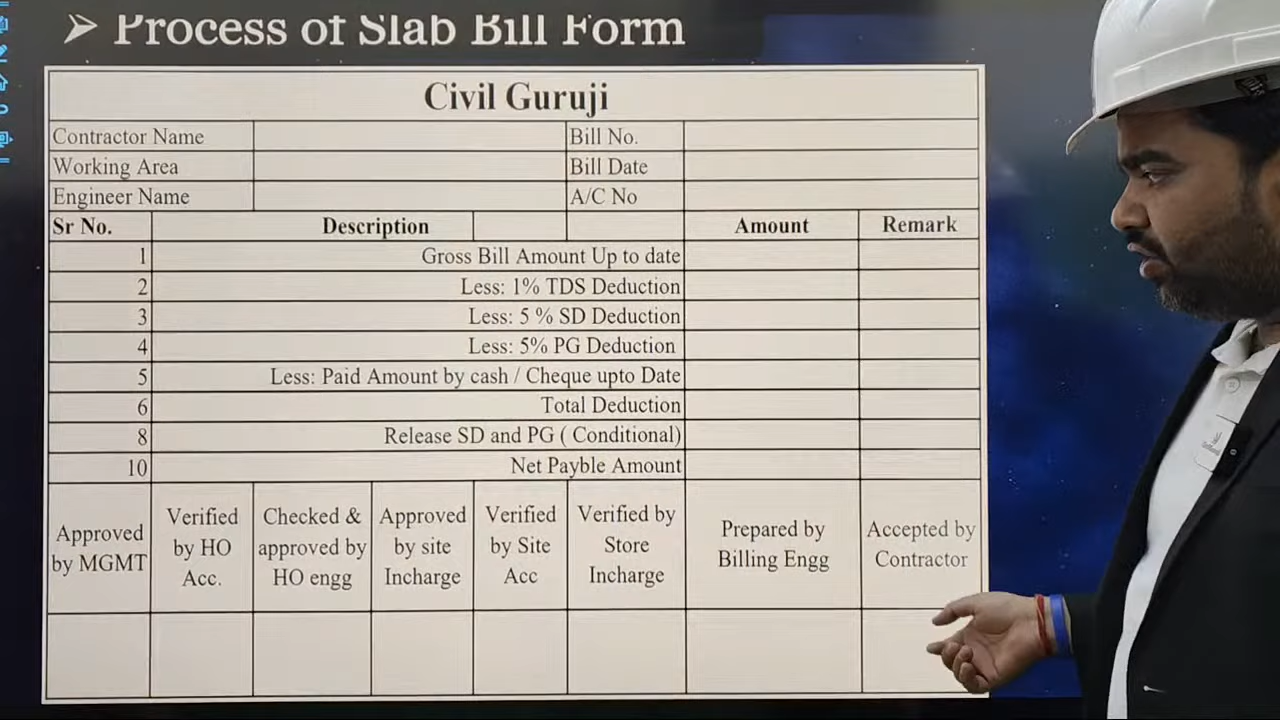 ➢ Process of Slab Bill Form
Civil Guruji
Contractor Name Bill No.
Working Area Bill Date
Engineer Name A/C No
Sr No. Description Amount Remark
1 Gross Bill Amount Up to date
2 Less: 1% TDS Deduction
3 Less: 5 % SD Deduction
4 Less: 5% PG Deduction
5 Less: Paid Amount by cash / Cheque upto Date
6 Total Deduction
8 Release SD and PG ( Conditional)
10 Net Payble Amount
Approved
by MGMT
Verified
by HO
Acc.
Checked &
approved by
HO engg
Approved
by site
Incharge
Verified
by Site
Acc
Verified by
Store
Incharge
Prepared by
Billing Engg
Accepted by
Contractor